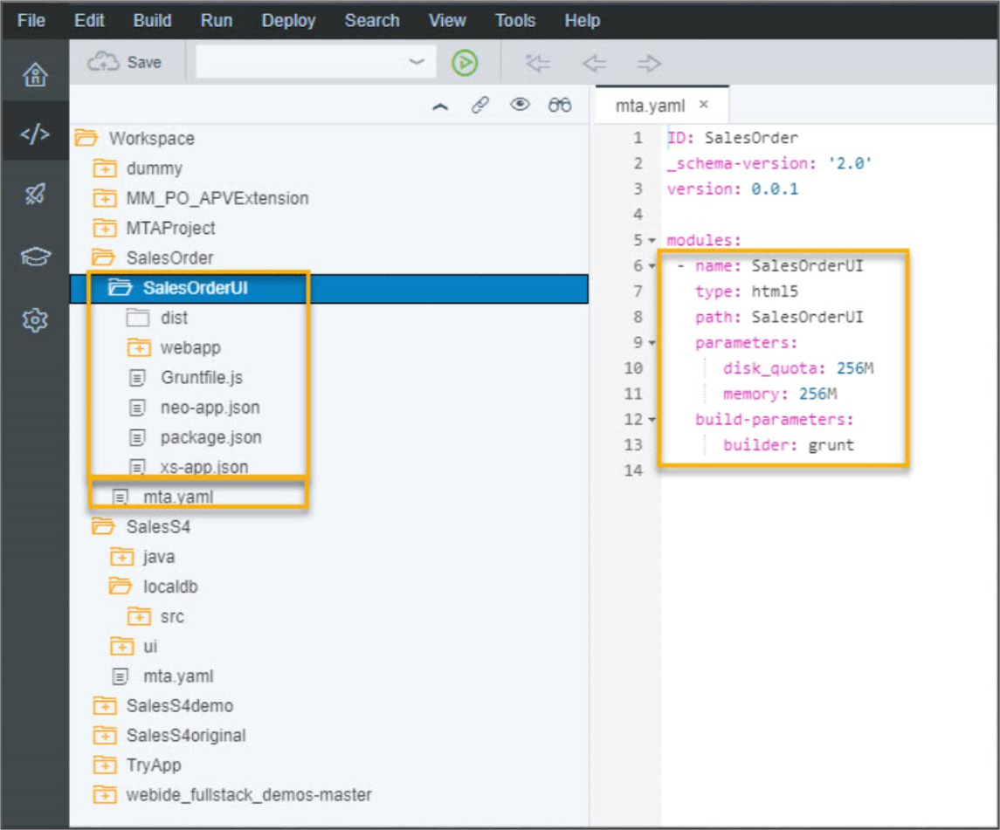 File Edit Build Run Deploy Search View Tools Help
Save
mta.yaml ×
Workspace
dummy
MM_PO_APVExtension
MTAProject
SalesOrder
SalesOrderUI
dist
webapp
Gruntfile.js
neo-app.json
package.json
xs-app.json
mta.yaml
SalesS4
java
localdb
src
ui
mta.yaml
SalesS4demo
SalesS4original
TryApp
webide_fullstack_demos-master
1 ID: SalesOrder
2 _schema-version: '2.0'
3 version: 0.0.1
4
5 modules:
6 - name: SalesOrderUI
7 type: html5
8 path: SalesOrderUI
9 parameters:
10 disk_quota: 256M
11 memory: 256M
12 build-parameters:
13 builder: grunt
14